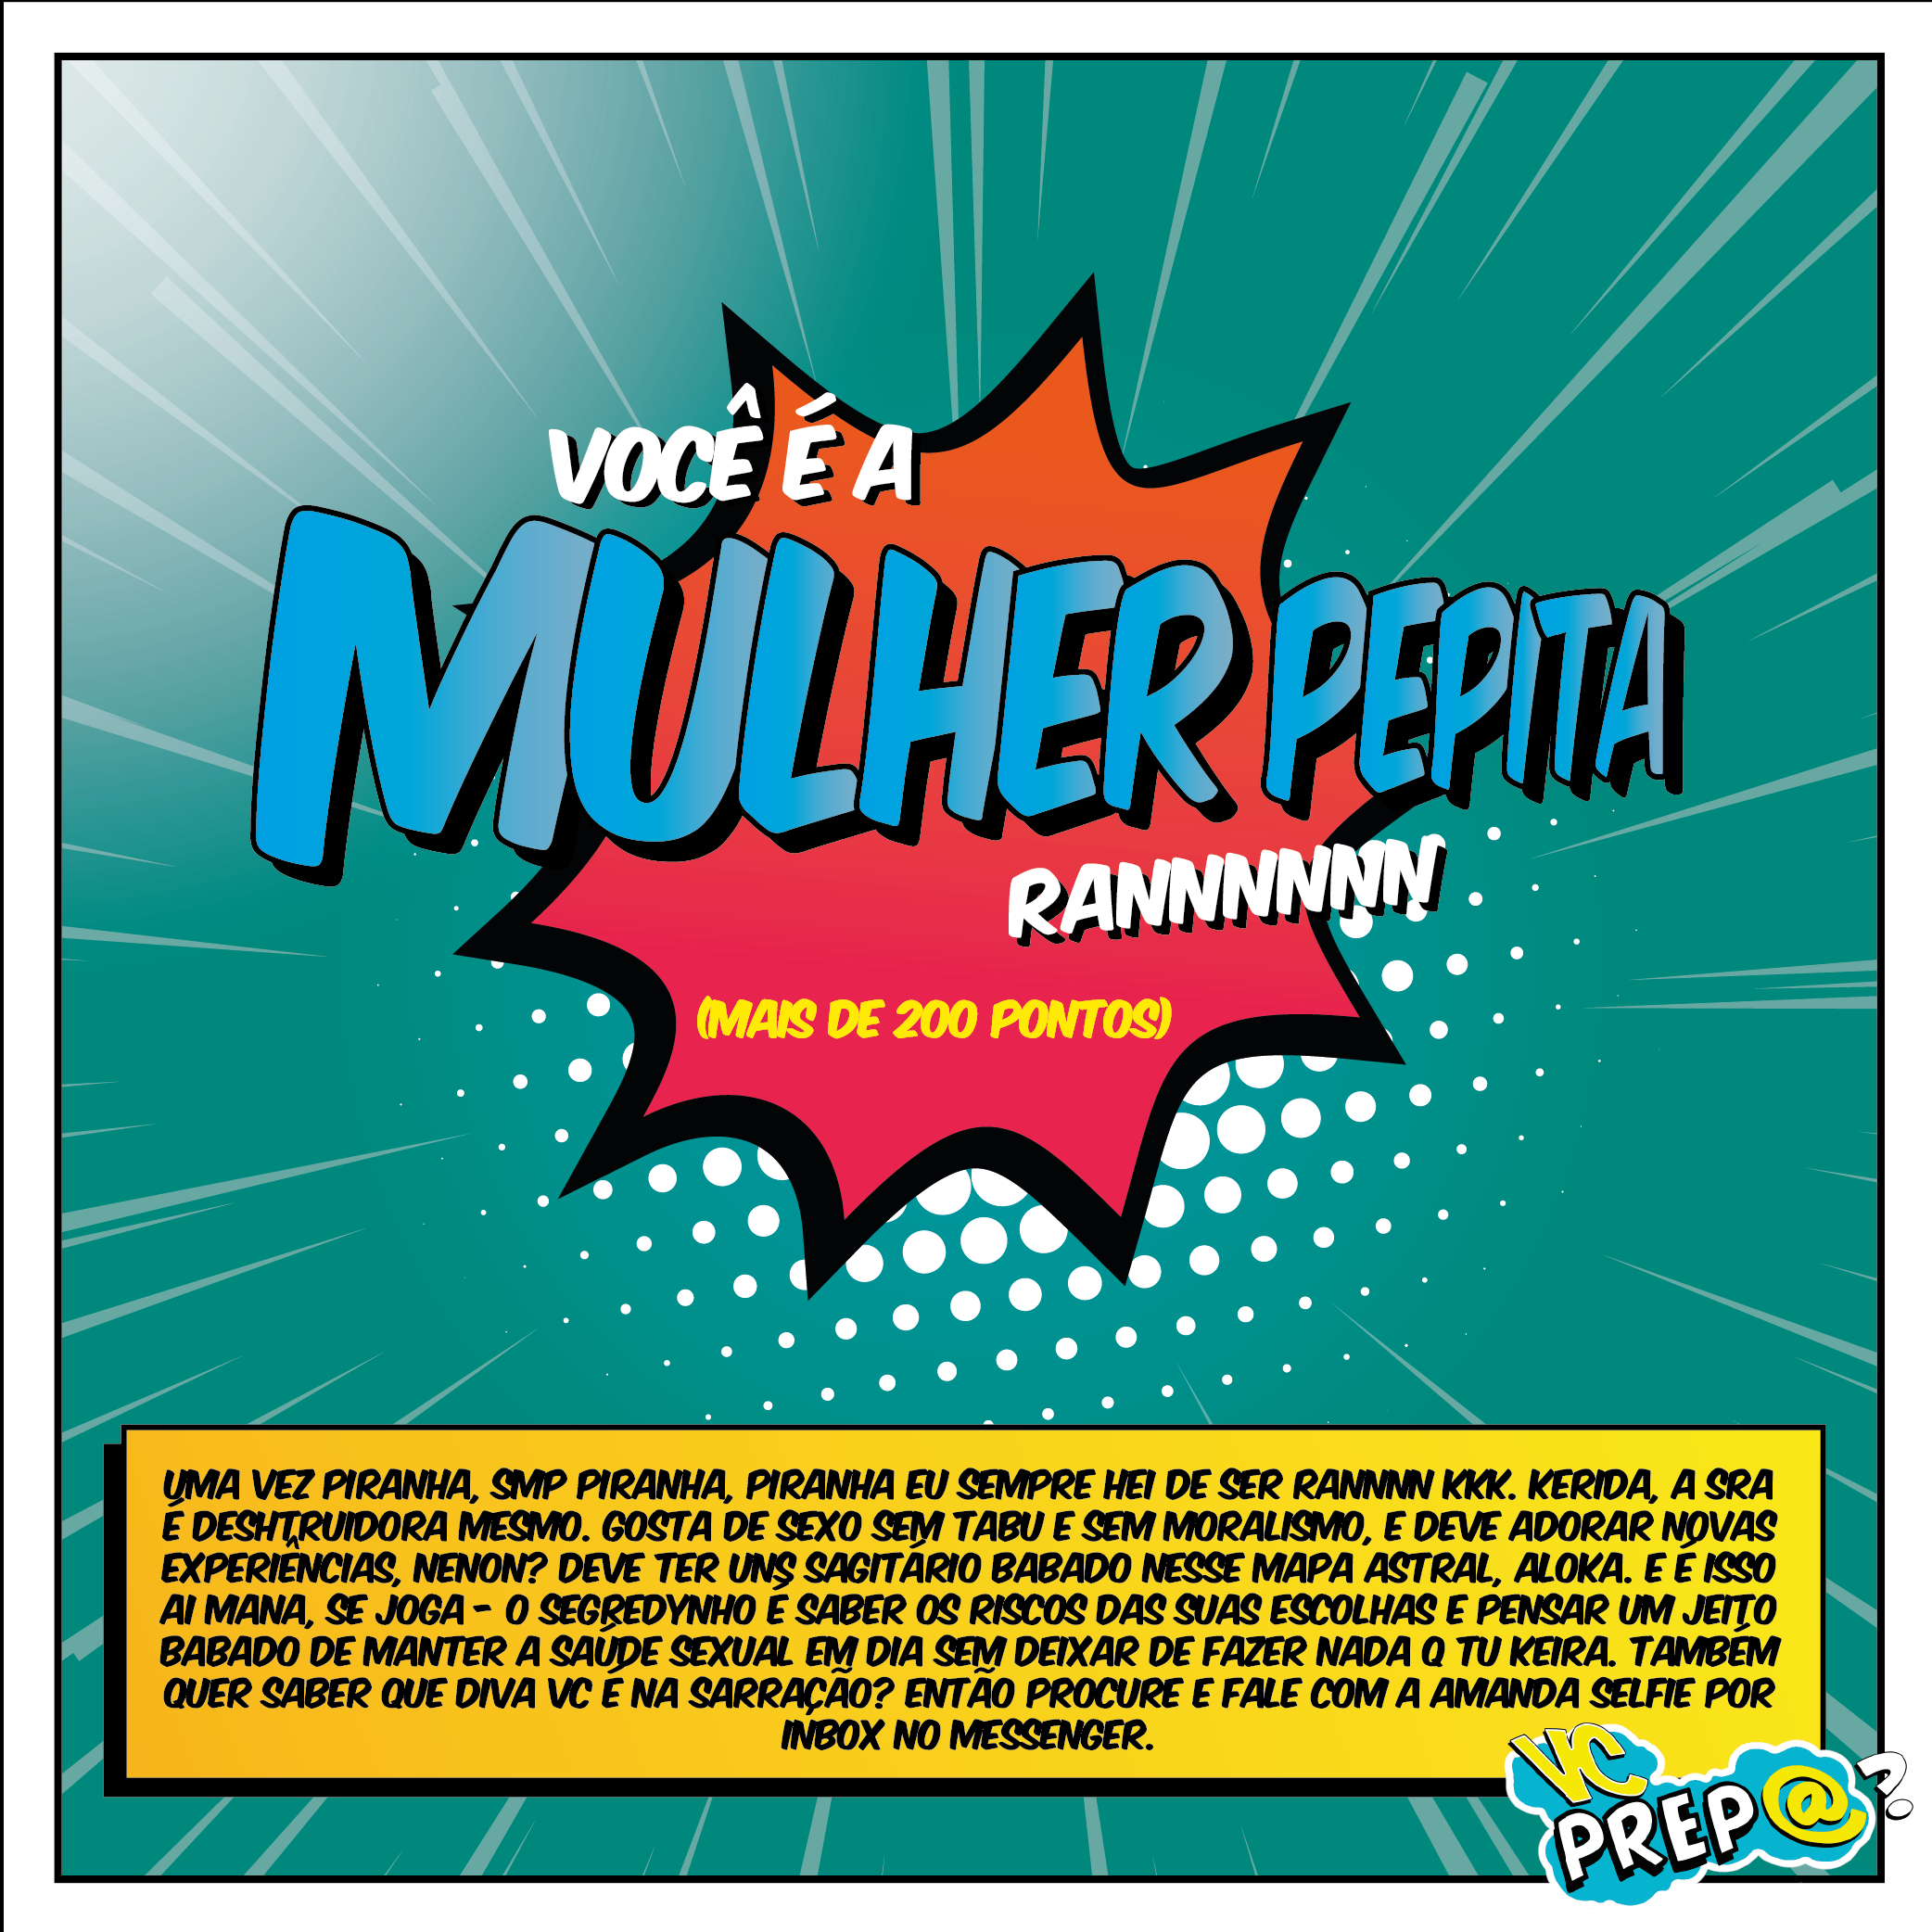 VOCÊ É A
MULHER PEPITA
RANNNNNN
(MAIS DE 200 PONTOS)
UMA VEZ PIRANHA, SMP PIRANHA, PIRANHA EU SEMPRE HEI DE SER RANNNN KKK. KERIDA, A SRA
É DESHTRUIDORA MESMO. GOSTA DE SEXO SEM TABU E SEM MORALISMO, E DEVE ADORAR NOVAS
EXPERIÊNCIAS, NENON? DEVE TER UNS SAGITÁRIO BABADO NESSE MAPA ASTRAL, ALOKA. E É ISSO
AI MANA, SE JOGA - O SEGREDYNHO É SABER OS RISCOS DAS SUAS ESCOLHAS E PENSAR UM JEITO
BABADO DE MANTER A SAÚDE SEXUAL EM DIA SEM DEIXAR DE FAZER NADA Q TU KEIRA. TAMBÉM
QUER SABER QUE DIVA VC É NA SARRAÇÃO? ENTÃO PROCURE E FALE COM A AMANDA SELFIE POR
INBOX NO MESSENGER.
VC
PREP@?